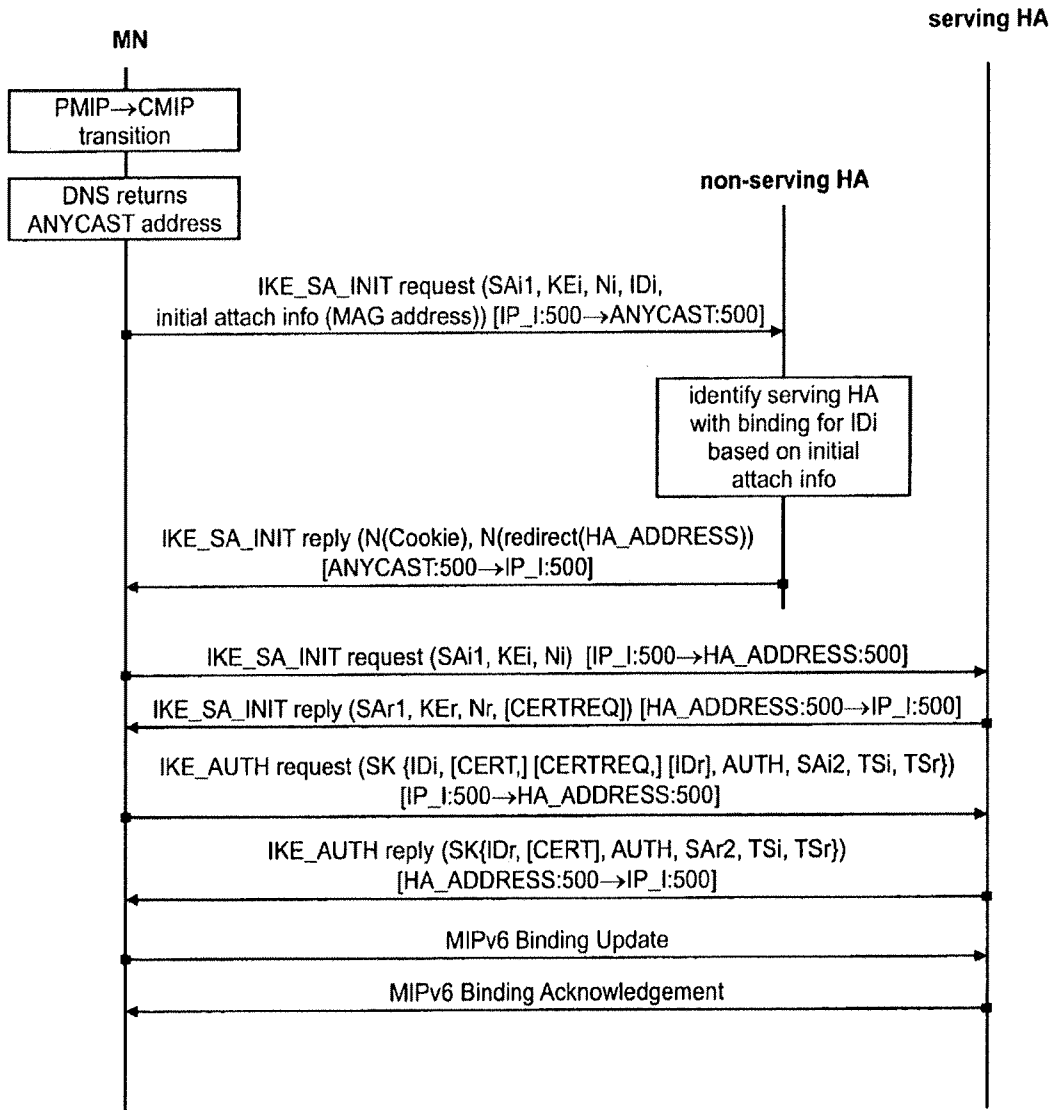 serving HA
MN
PMIP→CMIP
transition
DNS returns
ANYCAST address
non-serving HA
IKE_SA_INIT request (SAi1, KEi, Ni, IDi,
initial attach info (MAG address)) [IP_I:500→ANYCAST:500]
identify serving HA
with binding for IDi
based on initial
attach info
IKE_SA_INIT reply (N(Cookie), N(redirect(HA_ADDRESS))
[ANYCAST:500→IP_I:500]
IKE_SA_INIT request (SAi1, KEi, Ni) [IP_I:500→HA_ADDRESS:500]
IKE_SA_INIT reply (SAr1, KEr, Nr, [CERTREQ]) [HA_ADDRESS:500→IP_I:500]
IKE_AUTH request (SK {IDi, [CERT,] [CERTREQ,] [IDr], AUTH, SAi2, TSi, TSr})
[IP_I:500→HA_ADDRESS:500]
IKE_AUTH reply (SK{IDr, [CERT], AUTH, SAr2, TSi, TSr})
[HA_ADDRESS:500→IP_I:500]
MIPv6 Binding Update
MIPv6 Binding Acknowledgement